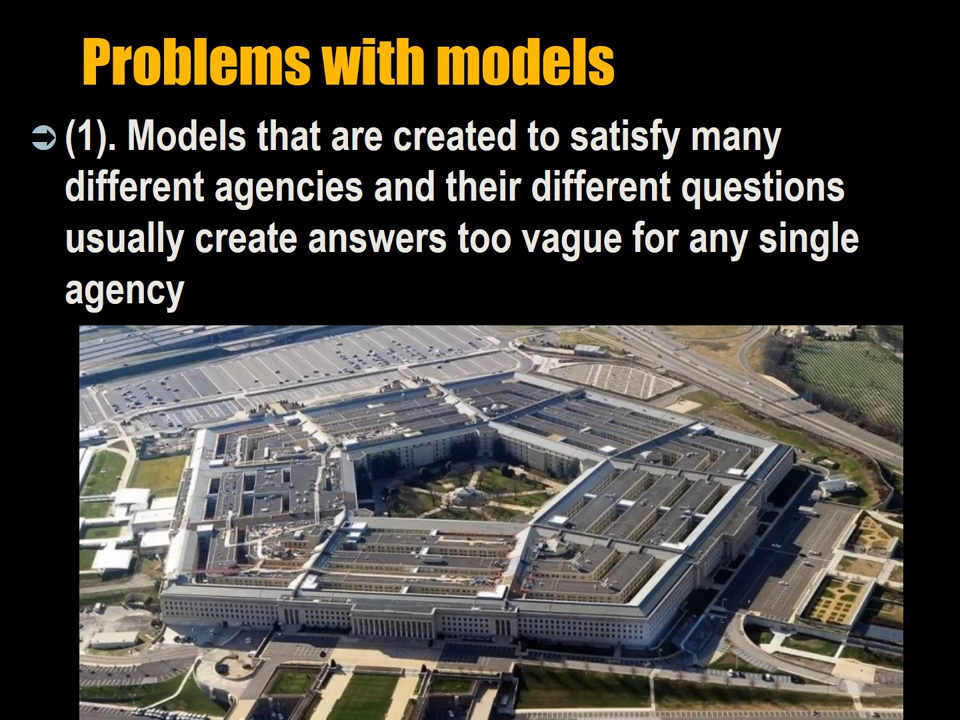 Problems with models
(1). Models that are created to satisfy many
different agencies and their different questions
usually create answers too vague for any single
agency